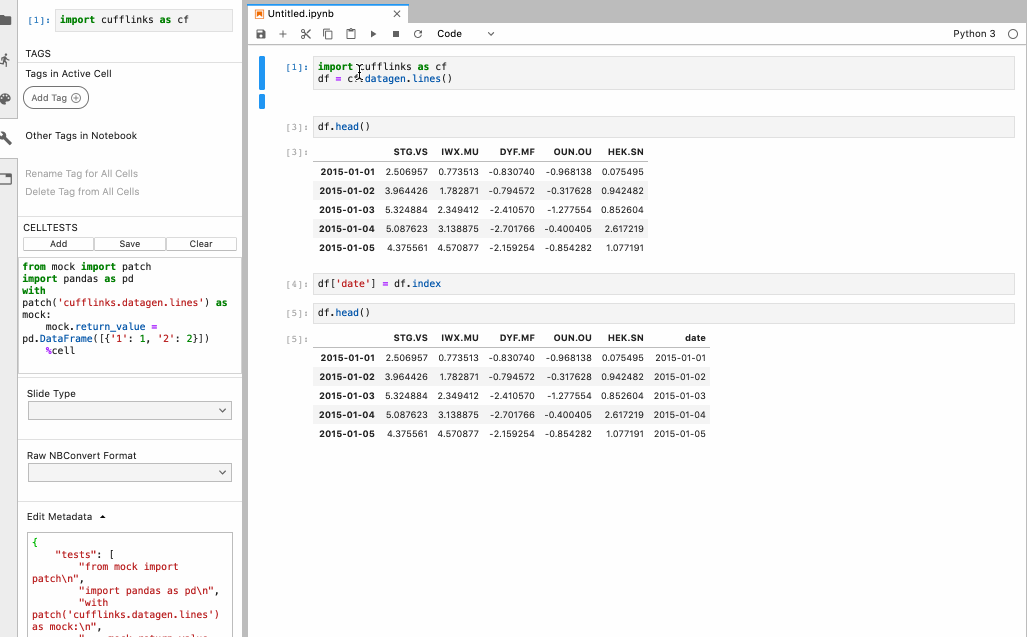 [1]: import cufflinks as cf
TAGS
Tags in Active Cell
Add Tag
Other Tags in Notebook
Rename Tag for All Cells
Delete Tag from All Cells
CELLTESTS
Add Save Clear
from mock import patch
import pandas as pd
with
patch('cufflinks.datagen.lines') as
mock:
    mock.return_value =
pd.DataFrame([{'1': 1, '2': 2}])
    %cell
Slide Type
Raw NBConvert Format
Edit Metadata
{
    "tests": [
        "from mock import
patch\n",
        "import pandas as pd\n",
        "with
patch('cufflinks.datagen.lines')
as mock:\n",
Untitled.ipynb
Code
Python 3
[1]: import cufflinks as cf
df = cf.datagen.lines()
[3]: df.head()
[3]: STG.VS IWX.MU DYF.MF OUN.OU HEK.SN
2015-01-01 2.506957 0.773513 -0.830740 -0.968138 0.075495
2015-01-02 3.964426 1.782871 -0.794572 -0.317628 0.942482
2015-01-03 5.324884 2.349412 -2.410570 -1.277554 0.852604
2015-01-04 5.087623 3.138875 -2.701766 -0.400405 2.617219
2015-01-05 4.375561 4.570877 -2.159254 -0.854282 1.077191
[4]: df['date'] = df.index
[5]: df.head()
[5]: STG.VS IWX.MU DYF.MF OUN.OU HEK.SN date
2015-01-01 2.506957 0.773513 -0.830740 -0.968138 0.075495 2015-01-01
2015-01-02 3.964426 1.782871 -0.794572 -0.317628 0.942482 2015-01-02
2015-01-03 5.324884 2.349412 -2.410570 -1.277554 0.852604 2015-01-03
2015-01-04 5.087623 3.138875 -2.701766 -0.400405 2.617219 2015-01-04
2015-01-05 4.375561 4.570877 -2.159254 -0.854282 1.077191 2015-01-05